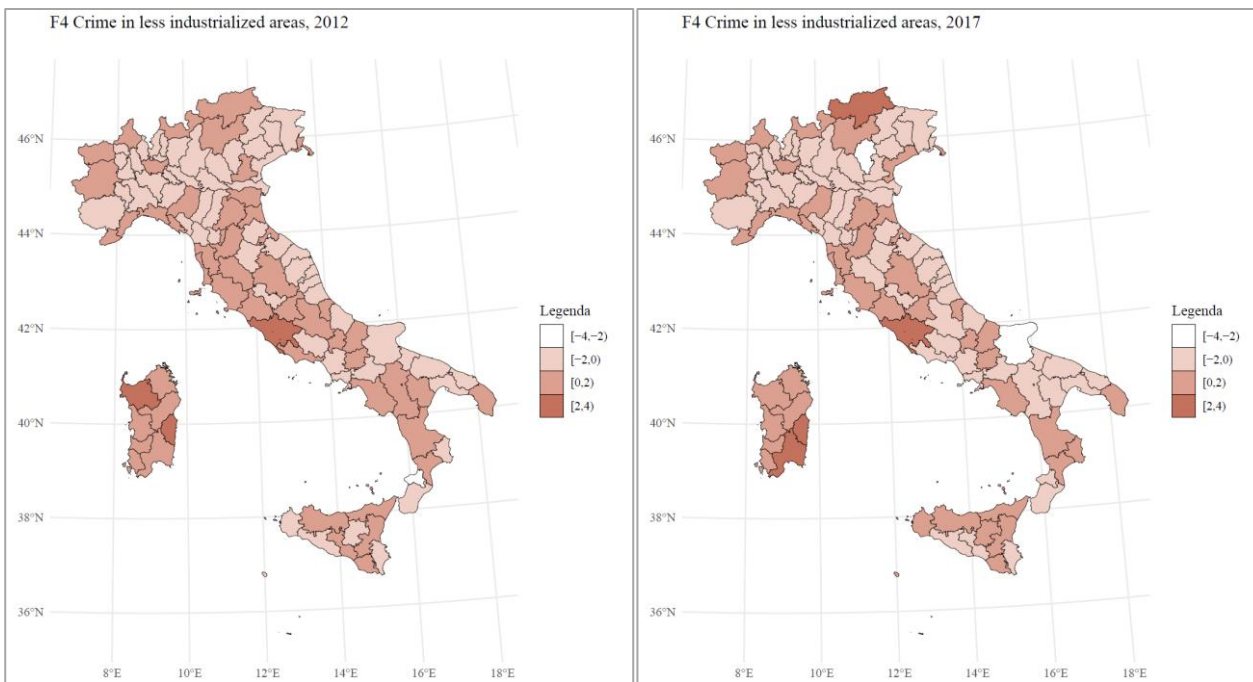 F4 Crime in less industrialized areas, 2012
46°N
44°N
42°N
40°N
38°N
36°N
8°E
10°E
12°E
14°E
16°E
18°E
Legenda
[−4,−2)
[−2,0)
[0.2)
[2.4)
F4 Crime in less industrialized areas, 2017
46°N
44°N
42°N
40°N
38°N
36°N
8°E
10°E
12°E
14°E
16°E
18°E
Legenda
[−4,−2)
[−2,0)
[0.2)
[2.4)